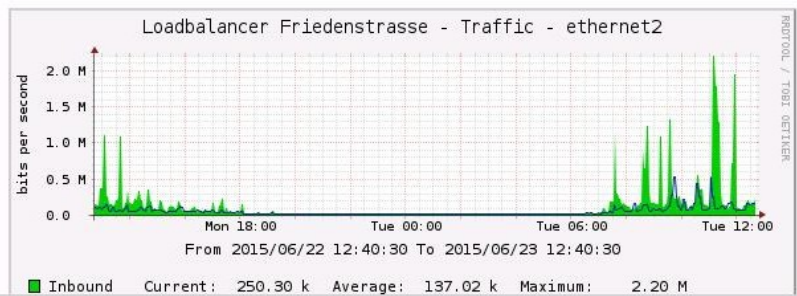 Loadbalancer Friedenstrasse - Traffic - ethernet2
RRDTOOL / TOBI OETIKER
bits per second
2.0 M
1.5 M
1.0 M
0.5 M
0.0
Mon 18:00 Tue 00:00 Tue 06:00 Tue 12:00
From 2015/06/22 12:40:30 To 2015/06/23 12:40:30
Inbound Current: 250.30 k Average: 137.02 k Maximum: 2.20 M